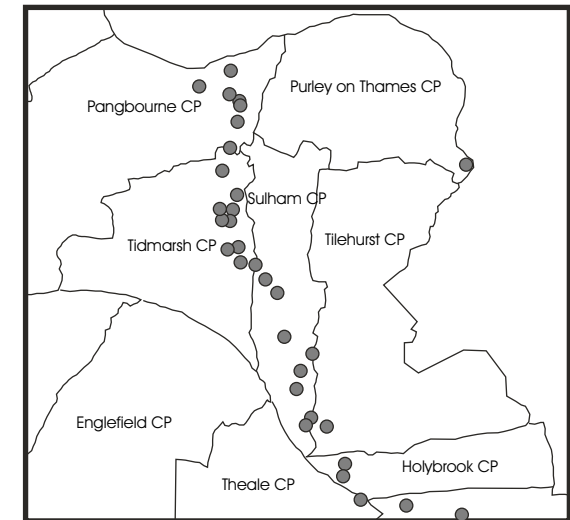 Purley on Thames CP
Pangbourne CP
Sulham CP
Tidmarsh CP
Tilehurst CP
Englefield CP
Holybrook CP
Theale CP